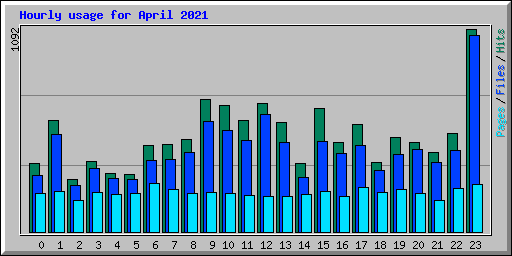 Hourly usage for April 2021
1092
Pages/Files/Hits
0 1 2 3 4 5 6 7 8 9 10 11 12 13 14 15 16 17 18 19 20 21 22 23